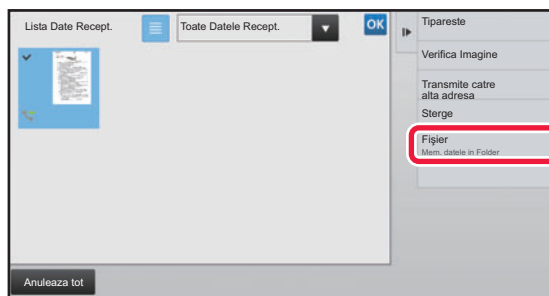 Lista Date Recept.
Toate Datele Recept.
OK
Tipareste
Verifica Imagine
Transmite catre
alta adresa
Sterge
Fişier
Mem. datele in Folder
Anuleaza tot